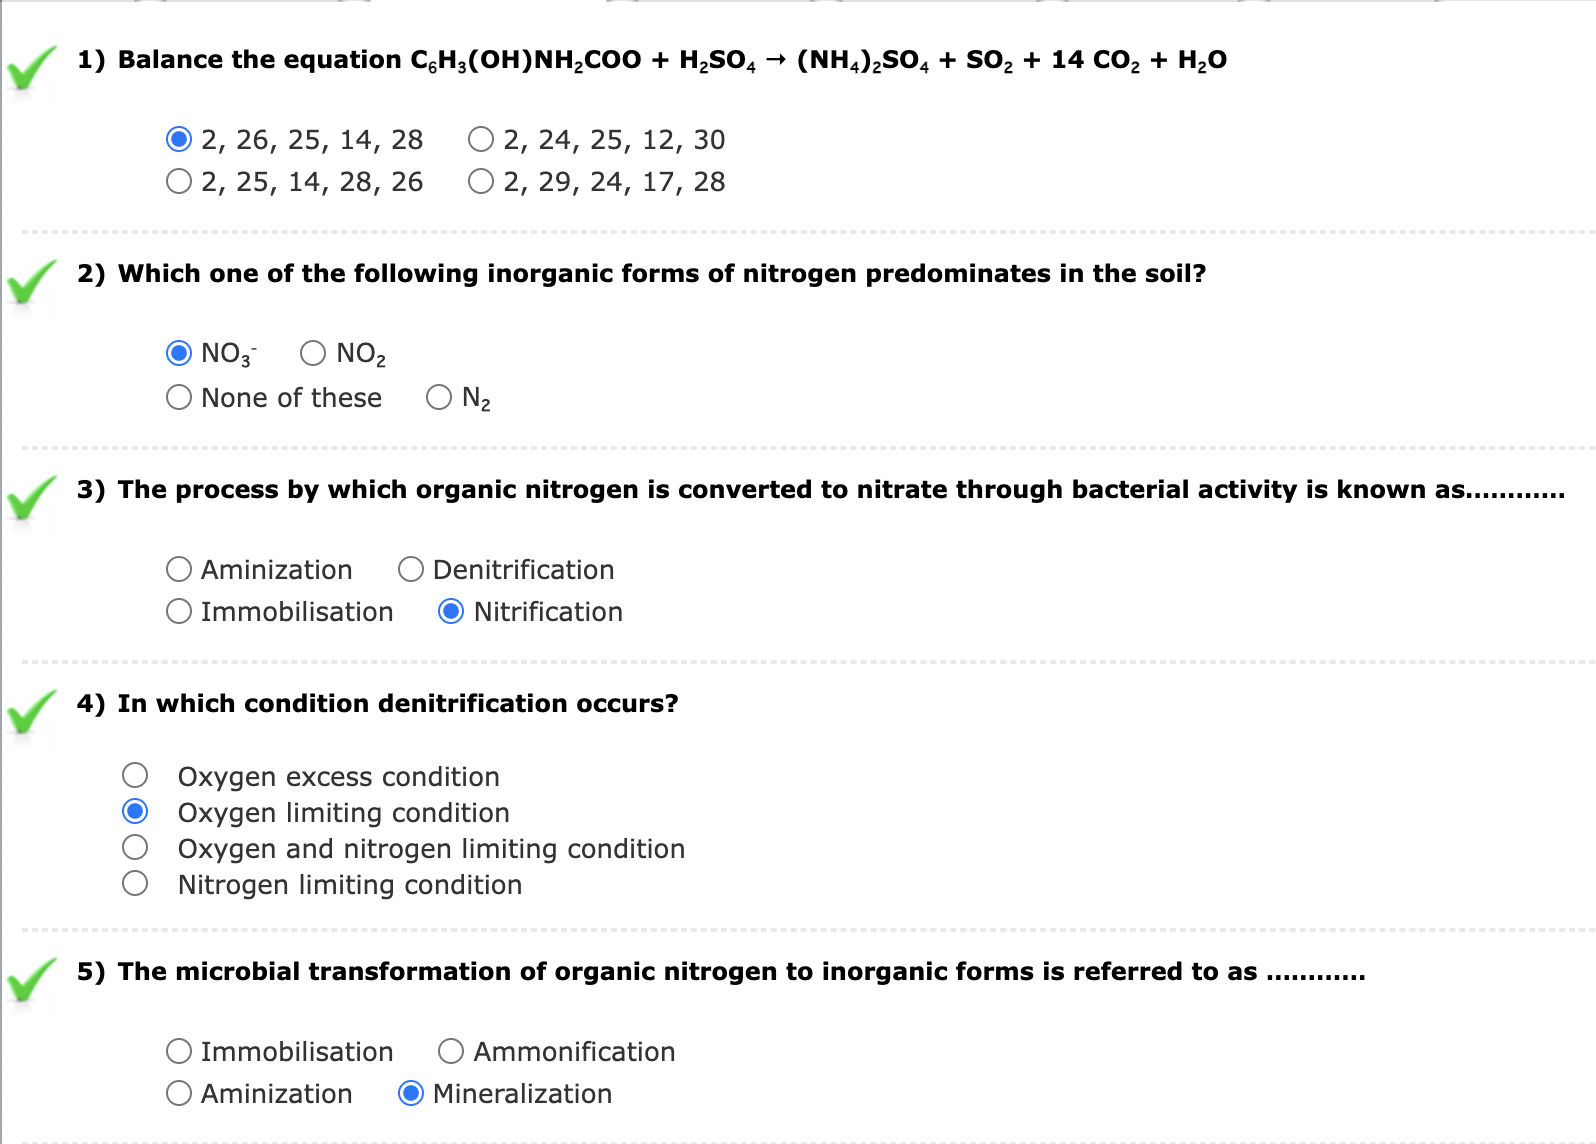 1) Balance the equation C₆H₃(OH)NH₂COO + H₂SO₄ → (NH₄)₂SO₄ + SO₂ + 14 CO₂ + H₂O
2, 26, 25, 14, 28 2, 24, 25, 12, 30
2, 25, 14, 28, 26 2, 29, 24, 17, 28
2) Which one of the following inorganic forms of nitrogen predominates in the soil?
NO₃⁻ NO₂
None of these N₂
3) The process by which organic nitrogen is converted to nitrate through bacterial activity is known as............
Aminization Denitrification
Immobilisation Nitrification
4) In which condition denitrification occurs?
Oxygen excess condition
Oxygen limiting condition
Oxygen and nitrogen limiting condition
Nitrogen limiting condition
5) The microbial transformation of organic nitrogen to inorganic forms is referred to as ............
Immobilisation Ammonification
Aminization Mineralization